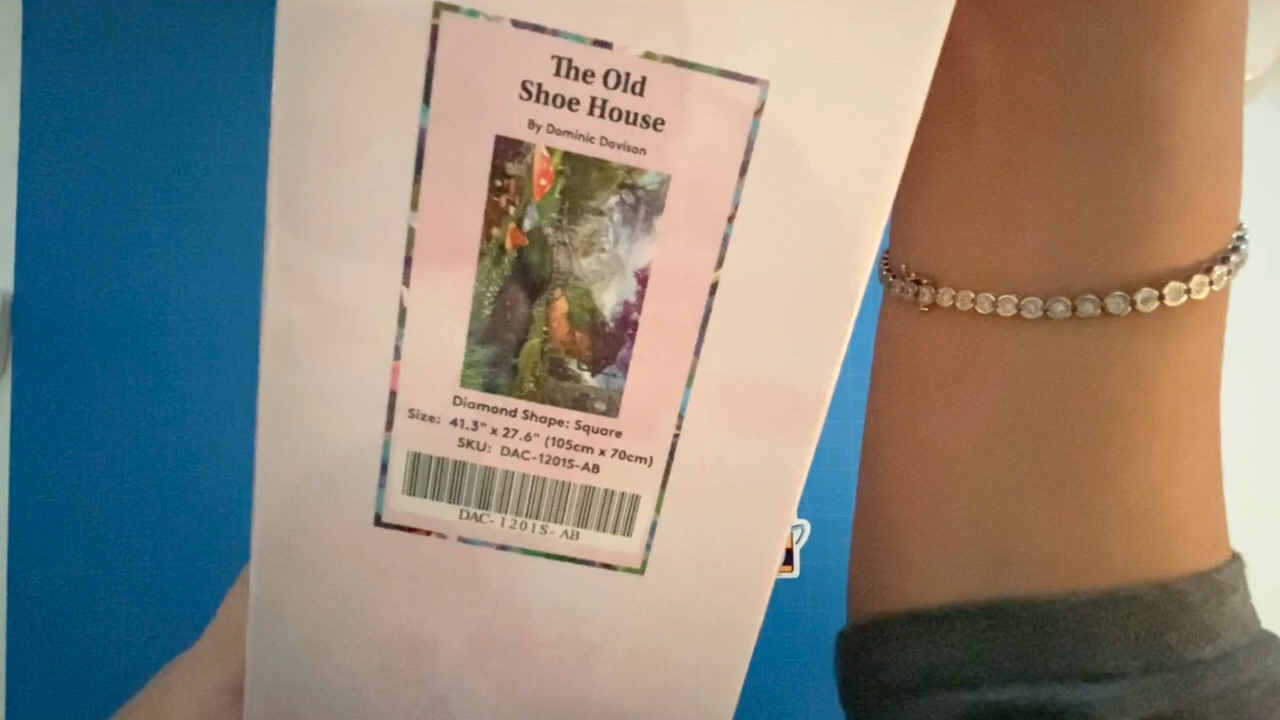 The Old
Shoe House
By Dominic Davison
Diamond Shape: Square
Size: 41.3" x 27.6" (105cm x 70cm)
SKU: DAC-1201S-AB
DAC-1201S-AB